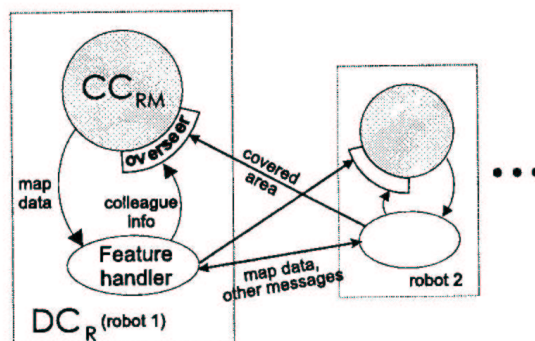 CC RM
overseer
map
data
colleague
info
covered
area
Feature
handler
map data,
other messages
DC R (robot 1)
robot 2
• • •